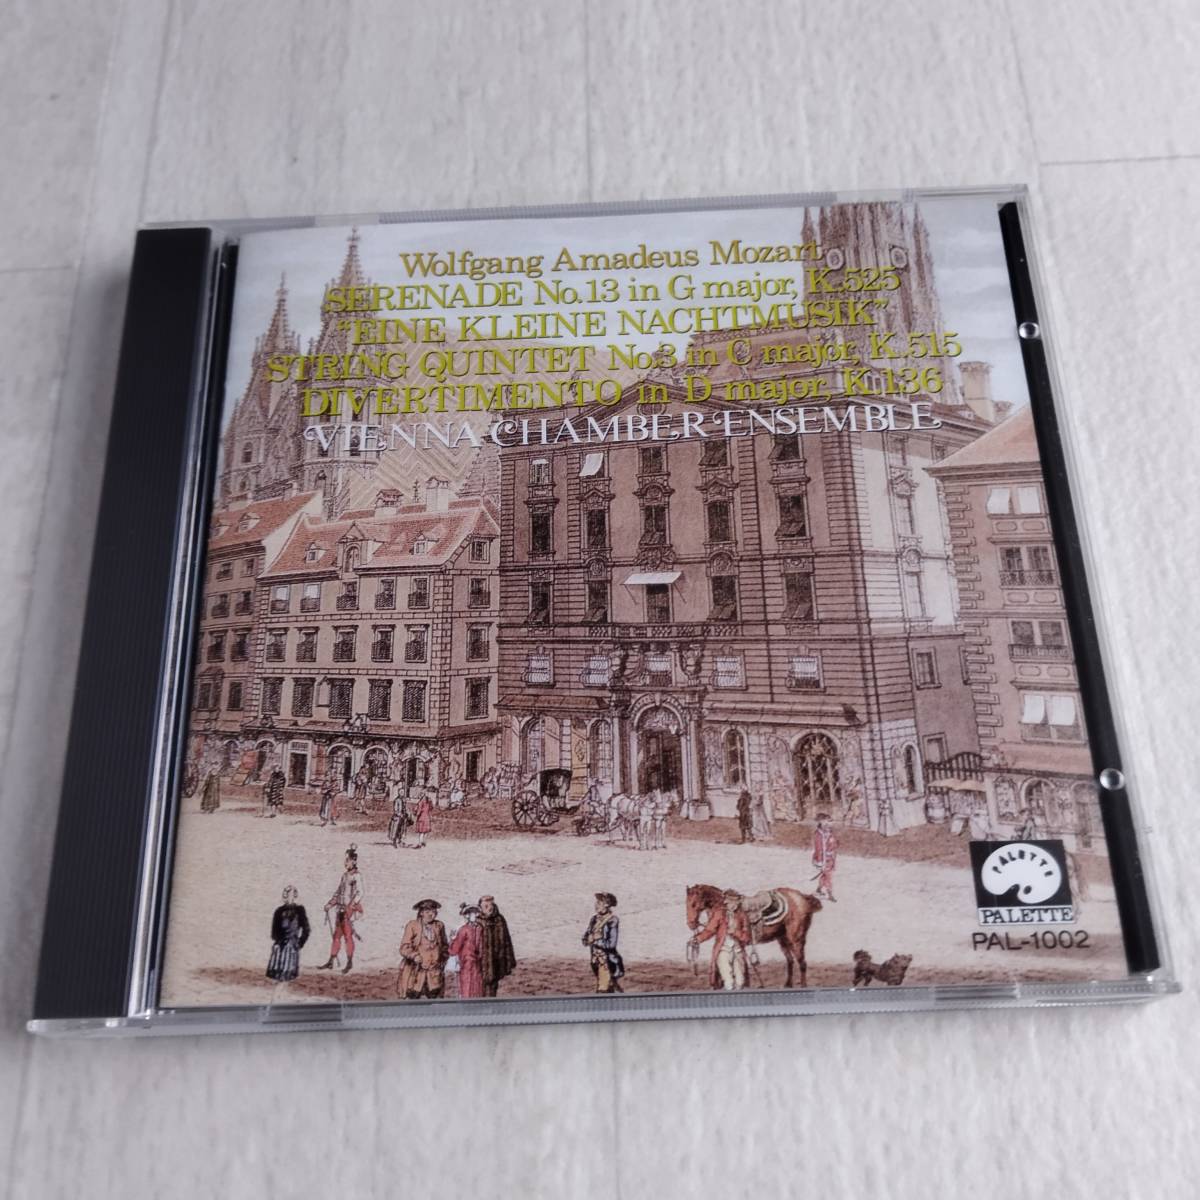 Wolfgang Amadeus Mozart
SERENADE No.13 in G major, K.525
“EINE KLEINE NACHTMUSIK”
STRING QUINTET No.3 in C major, K.515
DIVERTIMENTO in D major, K.136
VIENNA CHAMBER ENSEMBLE
PALETTE
PALETTE
PAL-1002